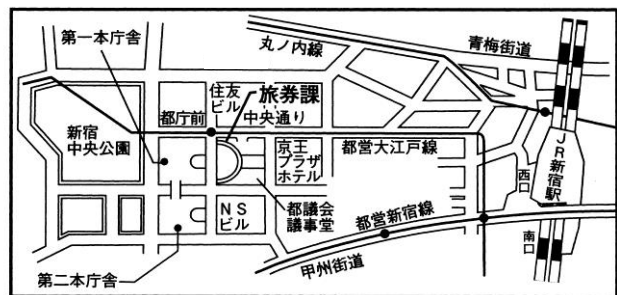 第一本庁舎
丸ノ内線
青梅街道
住友
ビル
旅券課
都庁前
中央通り
新宿
中央公園
京王
プラザ
ホテル
都営大江戸線
西口
JR新宿駅
NS
ビル
都議会
議事堂
都営新宿線
南口
第二本庁舎
甲州街道